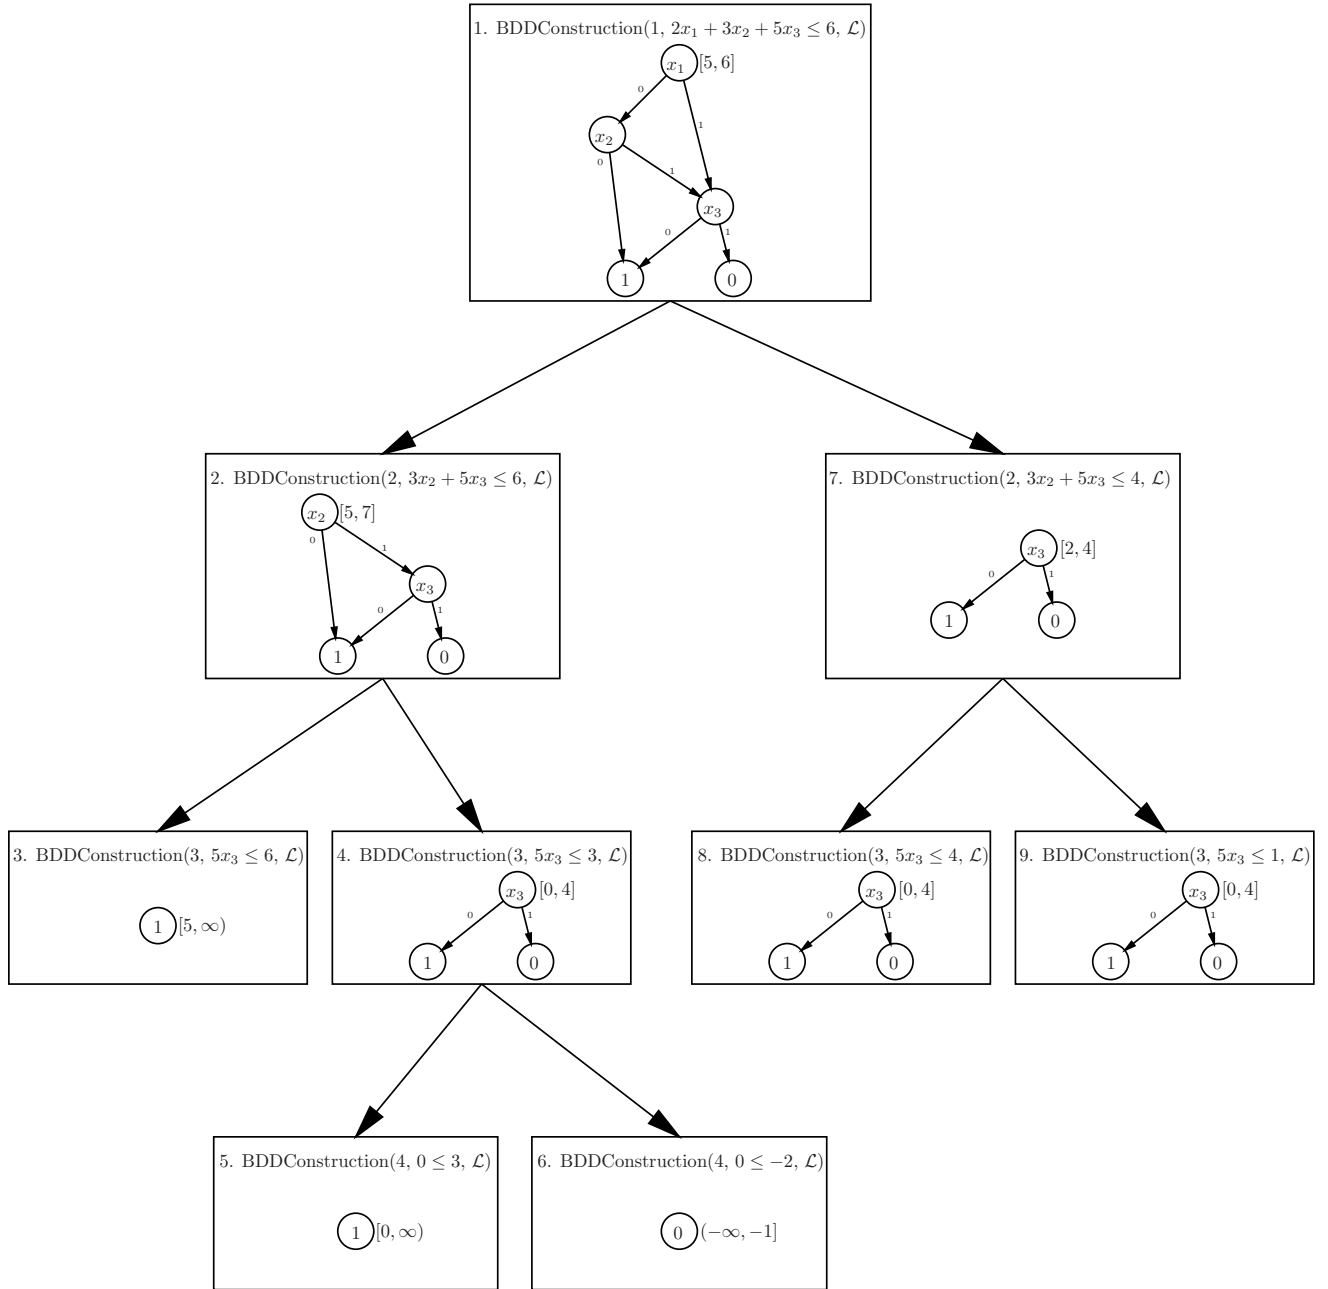 1. BDDConstruction(1, 2x₁ + 3x₂ + 5x₃ ≤ 6, ℒ)
x₁ [5, 6]
0
1
x₂
0
1
x₃
0
1
1
0
2. BDDConstruction(2, 3x₂ + 5x₃ ≤ 6, ℒ)
x₂ [5, 7]
0
1
x₃
0
1
1
0
7. BDDConstruction(2, 3x₂ + 5x₃ ≤ 4, ℒ)
x₃ [2, 4]
0
1
1
0
3. BDDConstruction(3, 5x₃ ≤ 6, ℒ)
1 [5, ∞)
4. BDDConstruction(3, 5x₃ ≤ 3, ℒ)
x₃ [0, 4]
0
1
1
0
8. BDDConstruction(3, 5x₃ ≤ 4, ℒ)
x₃ [0, 4]
0
1
1
0
9. BDDConstruction(3, 5x₃ ≤ 1, ℒ)
x₃ [0, 4]
0
1
1
0
5. BDDConstruction(4, 0 ≤ 3, ℒ)
1 [0, ∞)
6. BDDConstruction(4, 0 ≤ −2, ℒ)
0 (−∞, −1]